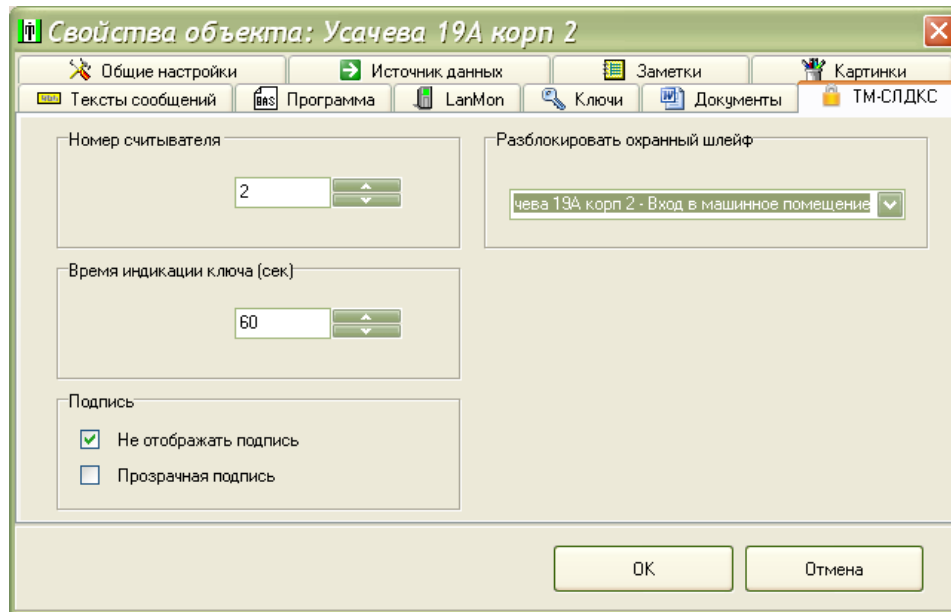 Свойства объекта: Усачева 19А корп 2
Общие настройки
Источник данных
Заметки
Картинки
Тексты сообщений
BAS
Программа
LanMon
Ключи
Документы
ТМ-СЛДКС
Номер считывателя
2
Разблокировать охранный шлейф
чева 19А корп 2 - Вход в машинное помещение
Время индикации ключа (сек)
60
Подпись
Не отображать подпись
Прозрачная подпись
OK
Отмена